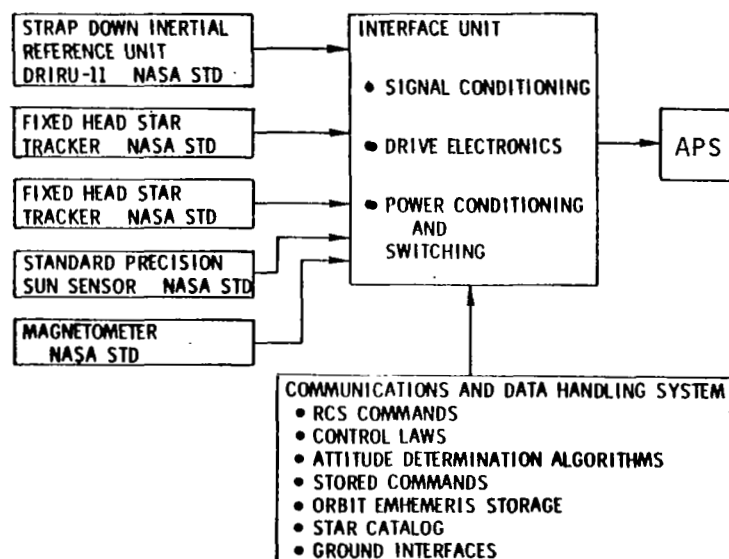 STRAP DOWN INERTIAL
REFERENCE UNIT
DRIRU-II NASA STD
FIXED HEAD STAR
TRACKER NASA STD
FIXED HEAD STAR
TRACKER NASA STD
STANDARD PRECISION
SUN SENSOR NASA STD
MAGNETOMETER
NASA STD
INTERFACE UNIT
• SIGNAL CONDITIONING
• DRIVE ELECTRONICS
• POWER CONDITIONING
AND
SWITCHING
APS
COMMUNICATIONS AND DATA HANDLING SYSTEM
• RCS COMMANDS
• CONTROL LAWS
• ATTITUDE DETERMINATION ALGORITHMS
• STORED COMMANDS
• ORBIT EMHEMERIS STORAGE
• STAR CATALOG
• GROUND INTERFACES